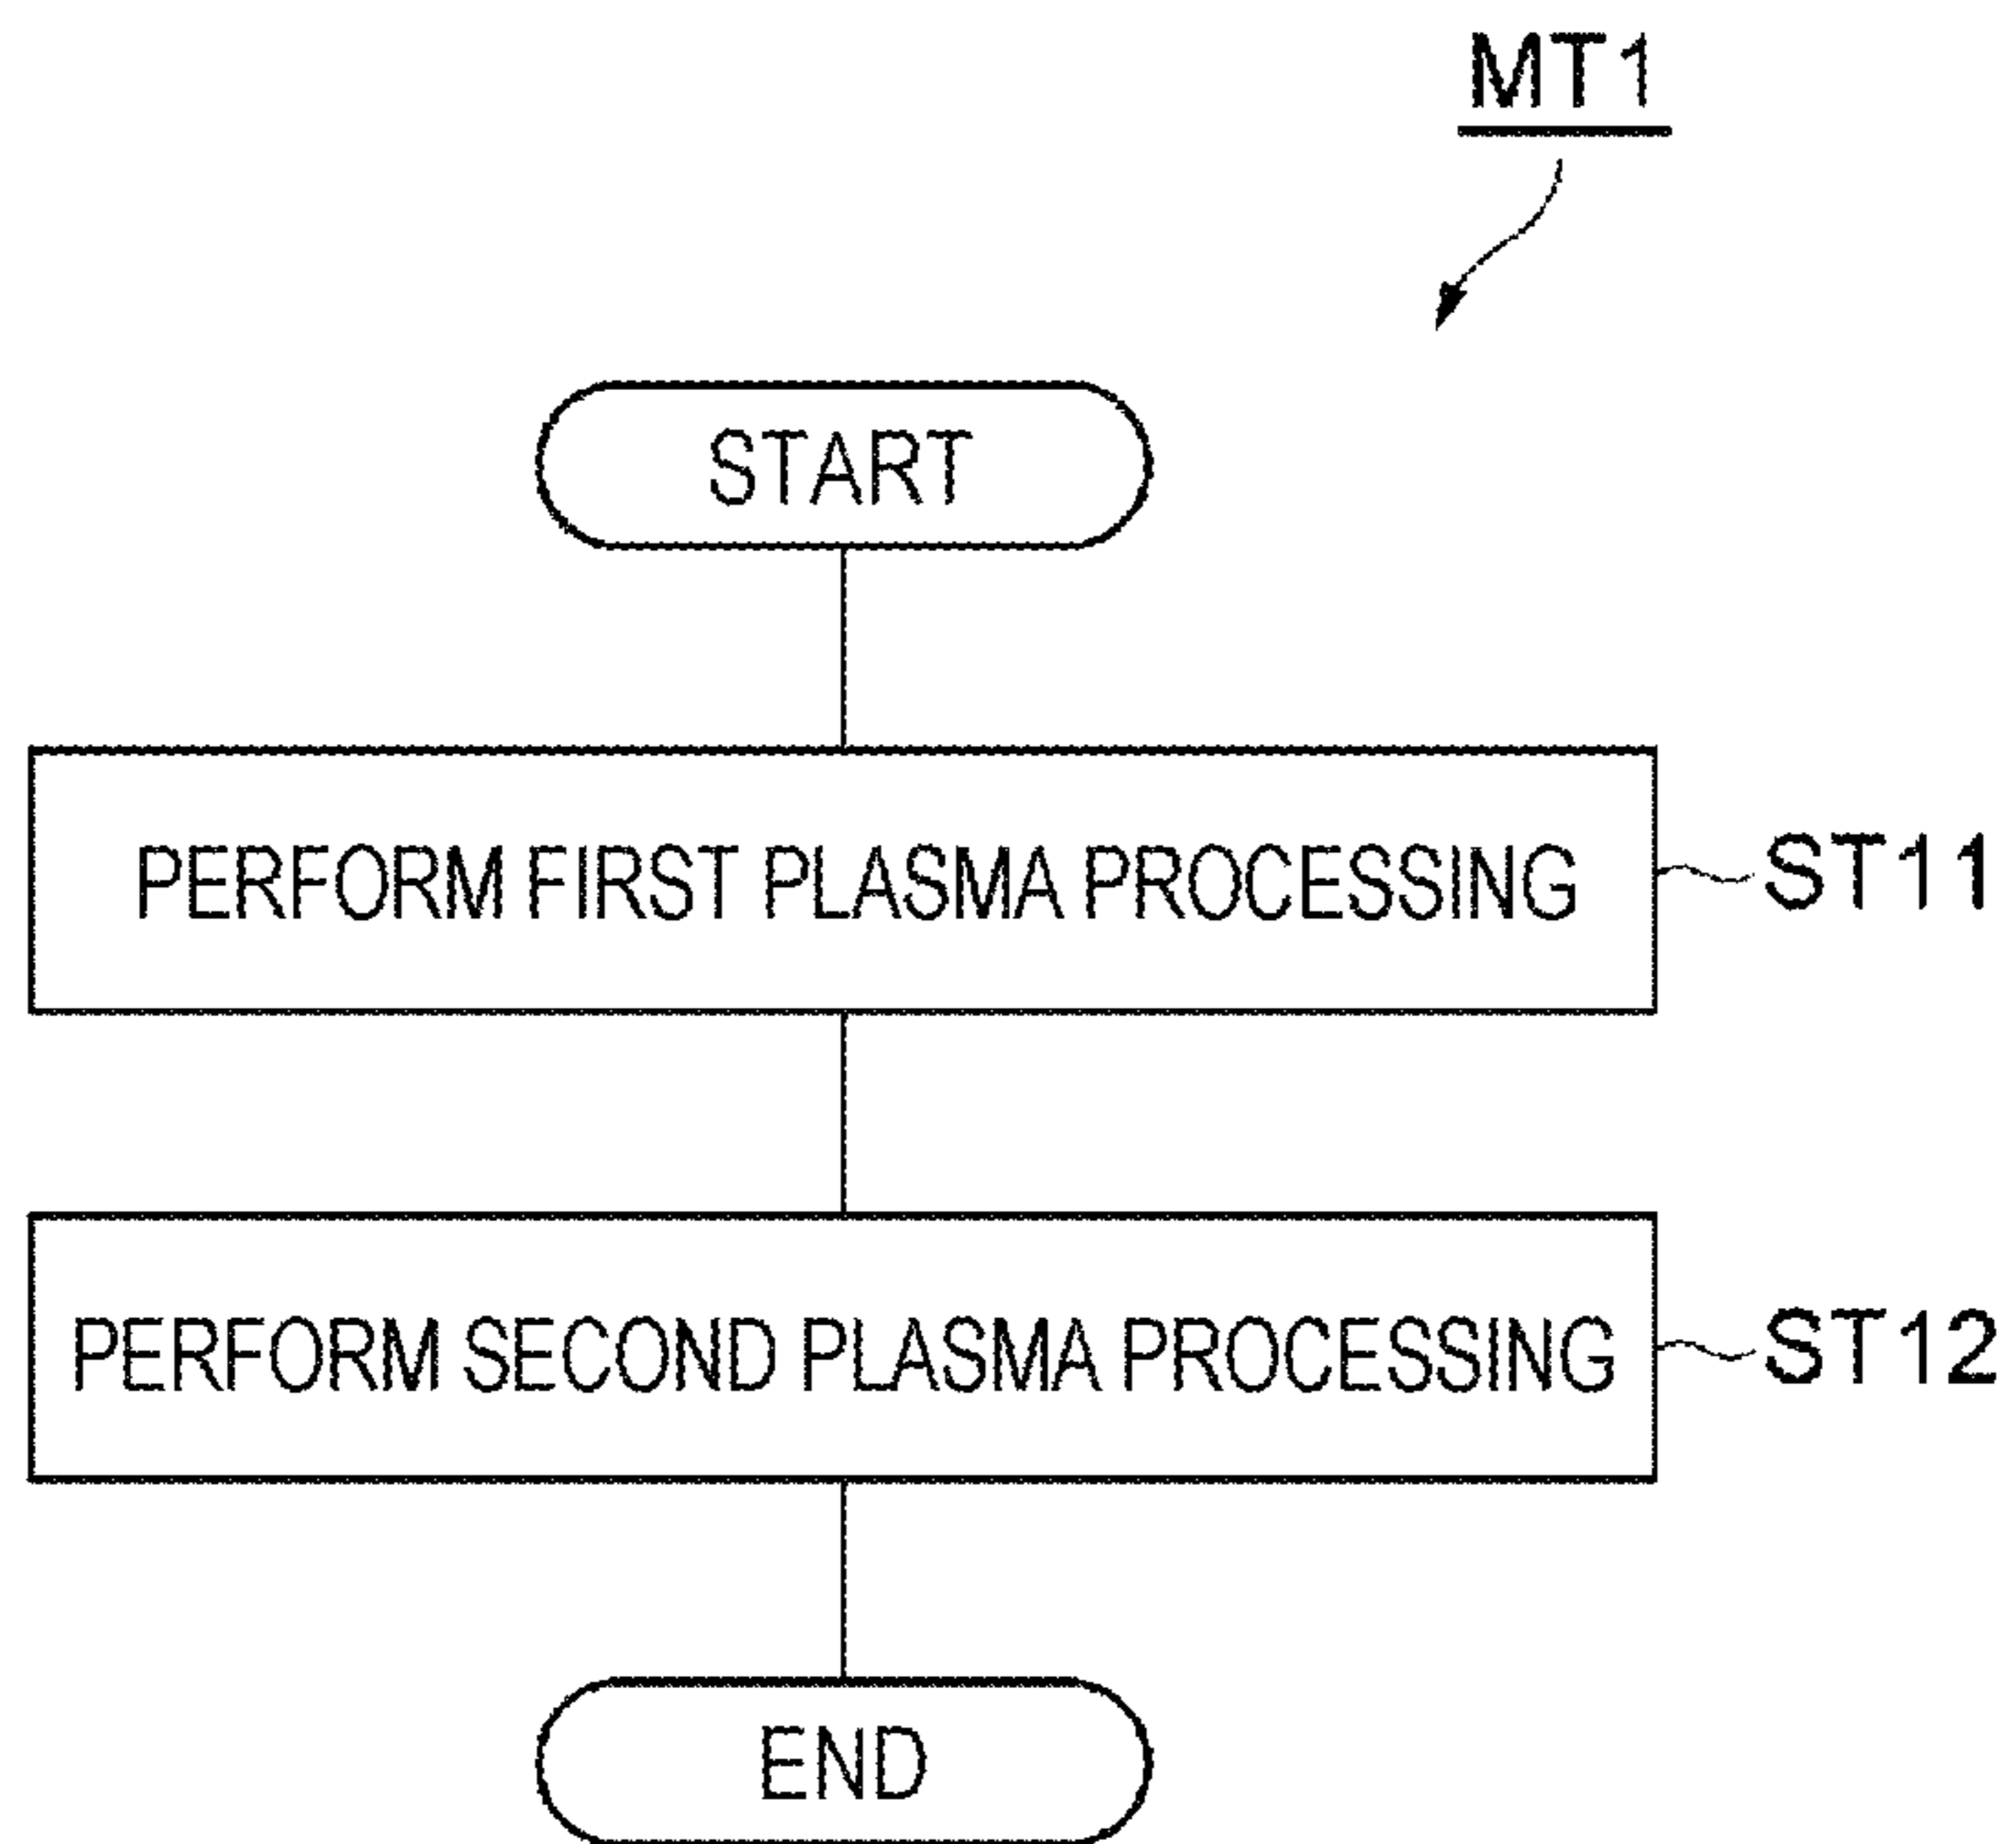 MT1
START
PERFORM FIRST PLASMA PROCESSING
ST11
PERFORM SECOND PLASMA PROCESSING
ST12
END